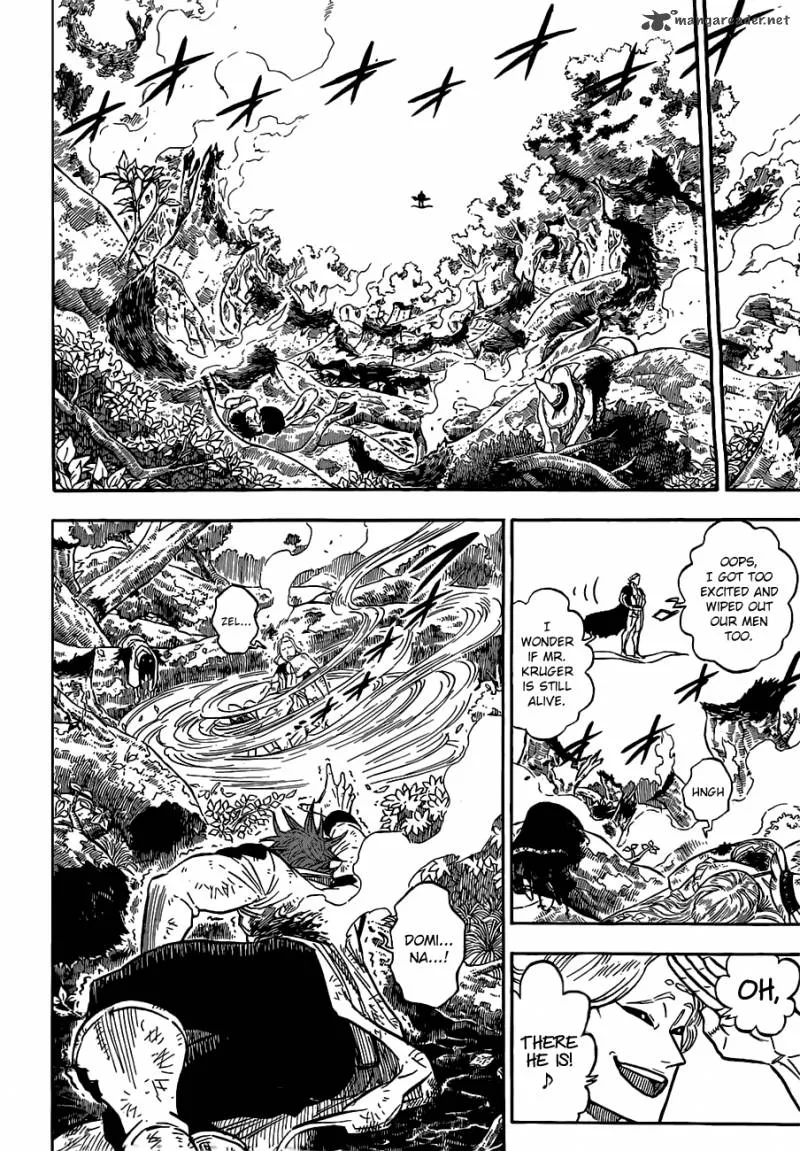 mangareader.net
OOPS,
I GOT TOO
EXCITED AND
WIPED OUT
OUR MEN
TOO.
I
WONDER
IF MR.
KRUGER
IS STILL
ALIVE.
HNGH
OH,
THERE
HE IS!
♪
ZEL...
DOMI...
NA...!